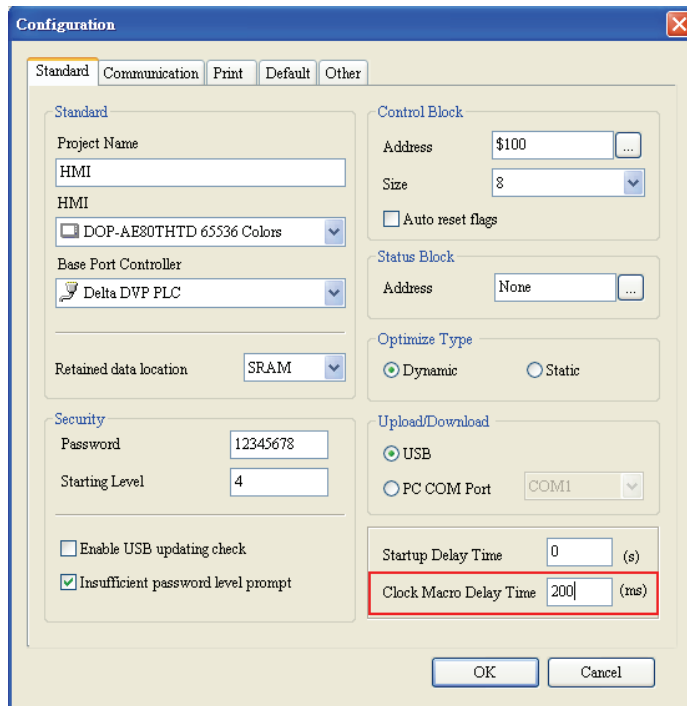 Configuration
Standard Communication Print Default Other
Standard
Project Name
HMI
HMI
DOP-AE80THTD 65536 Colors
Base Port Controller
Delta DVP PLC
Retained data location SRAM
Security
Password 12345678
Starting Level 4
Enable USB updating check
Insufficient password level prompt
Control Block
Address $100 ...
Size 8
Auto reset flags
Status Block
Address None ...
Optimize Type
Dynamic Static
Upload/Download
USB
PC COM Port COM1
Startup Delay Time 0 (s)
Clock Macro Delay Time 200 (ms)
OK Cancel